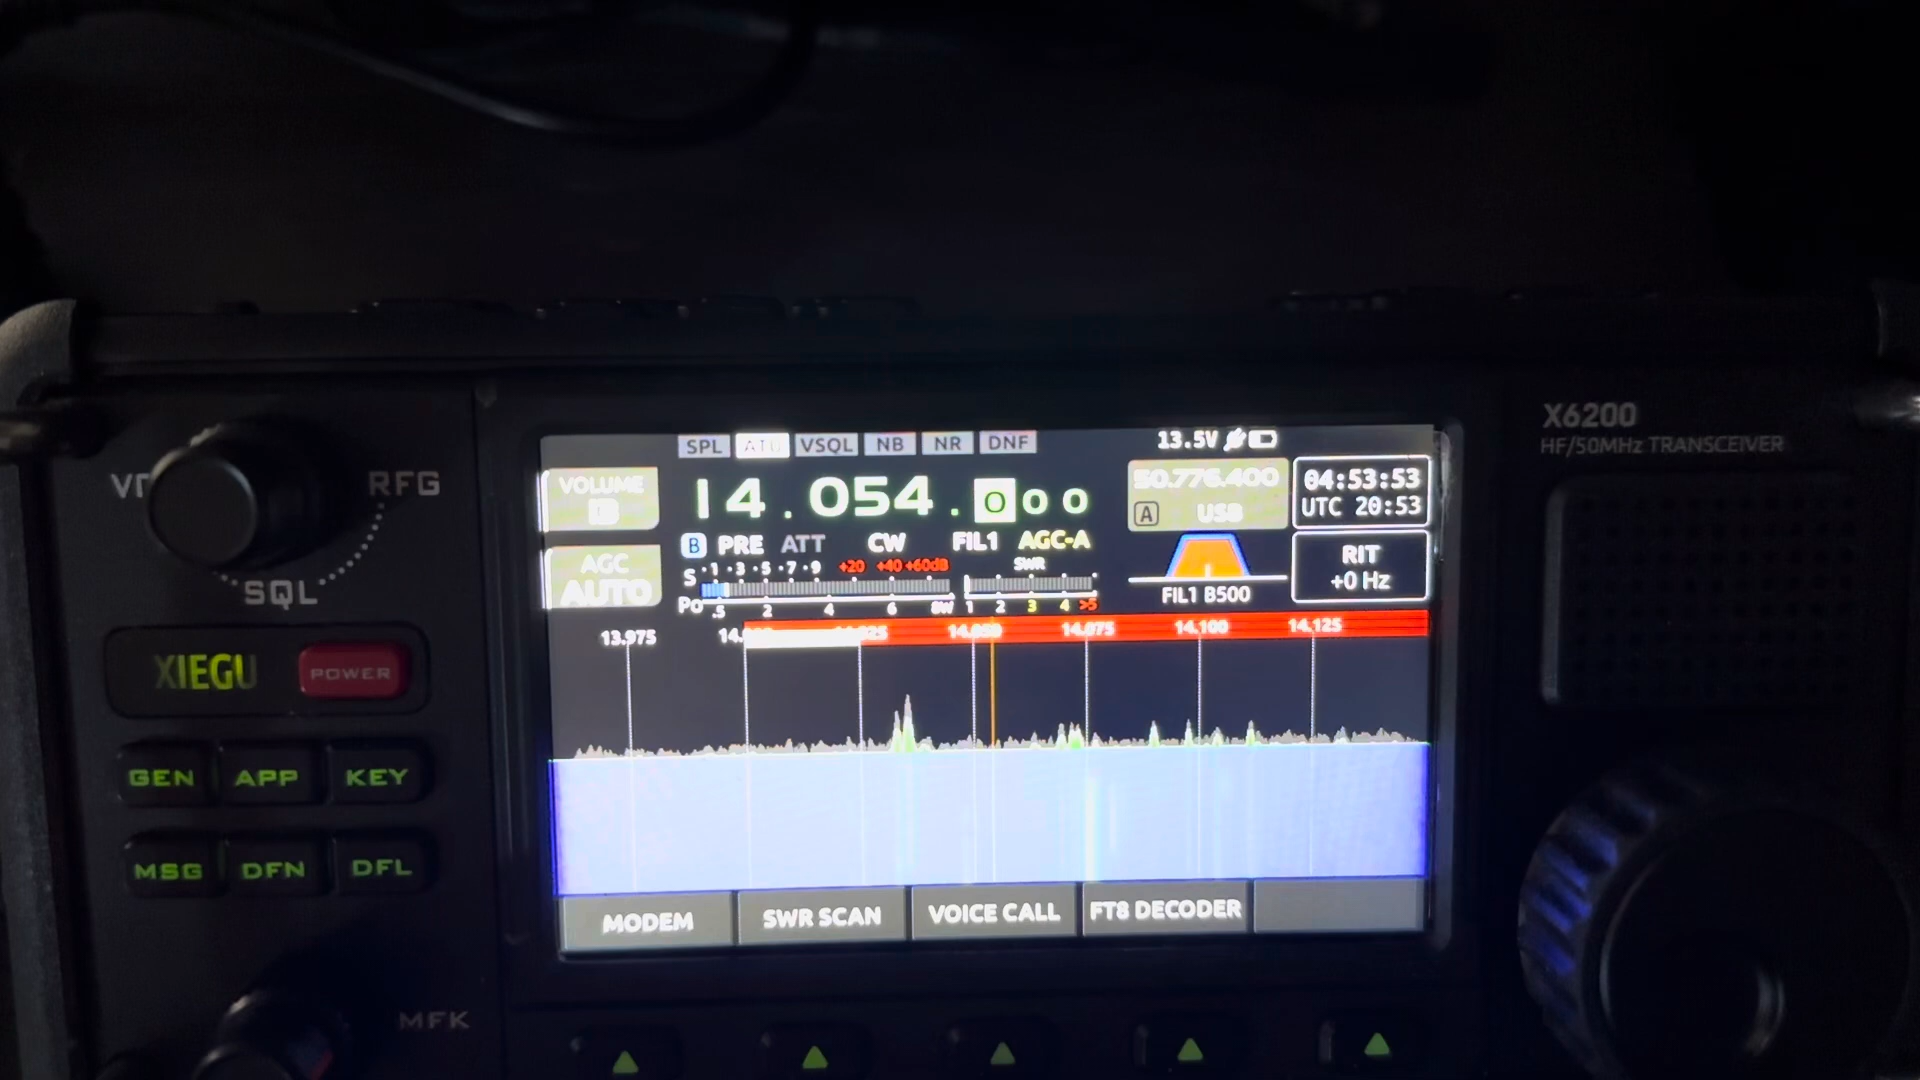 X6200
HF/50MHz TRANSCEIVER
RFG
SQL
XIEGU
POWER
GEN APP KEY
MSG DFN DFL
MFK
SPL ATU VSQL NB NR DNF
13.5V
VOLUME
14.054.000
50.776.400
A USB
04:53:53
UTC 20:53
AGC
AUTO
B PRE ATT CW FIL1 AGC-A
S 1 3 5 7 9 +20 +40 +60dB
SWR
Po .5 2 4 6 8W
1 2 3 4 >5
FIL1 B500
RIT
+0 Hz
13.975 14.050 14.075 14.100 14.125
MODEM SWR SCAN VOICE CALL FT8 DECODER